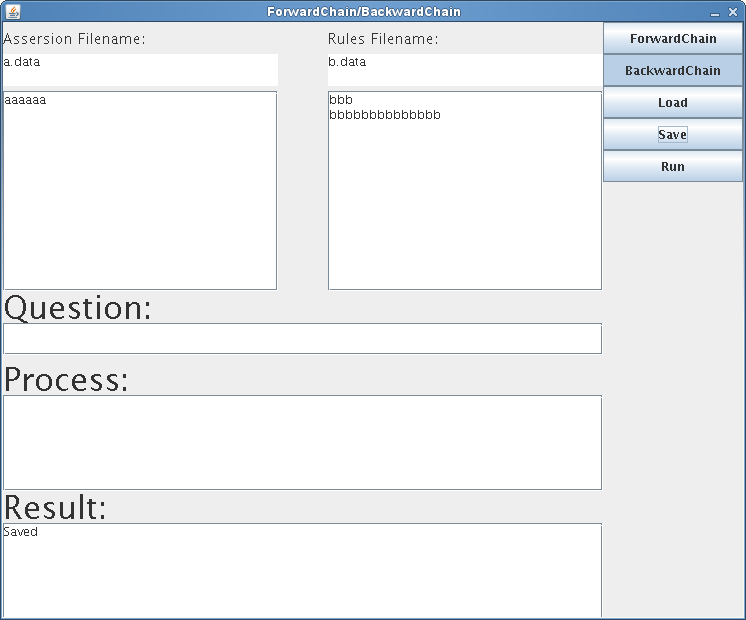 ForwardChain/BackwardChain
Assersion Filename:
Rules Filename:
a.data
b.data
aaaaaa
bbb
bbbbbbbbbbbbbb
ForwardChain
BackwardChain
Load
Save
Run
Question:
Process:
Result:
Saved